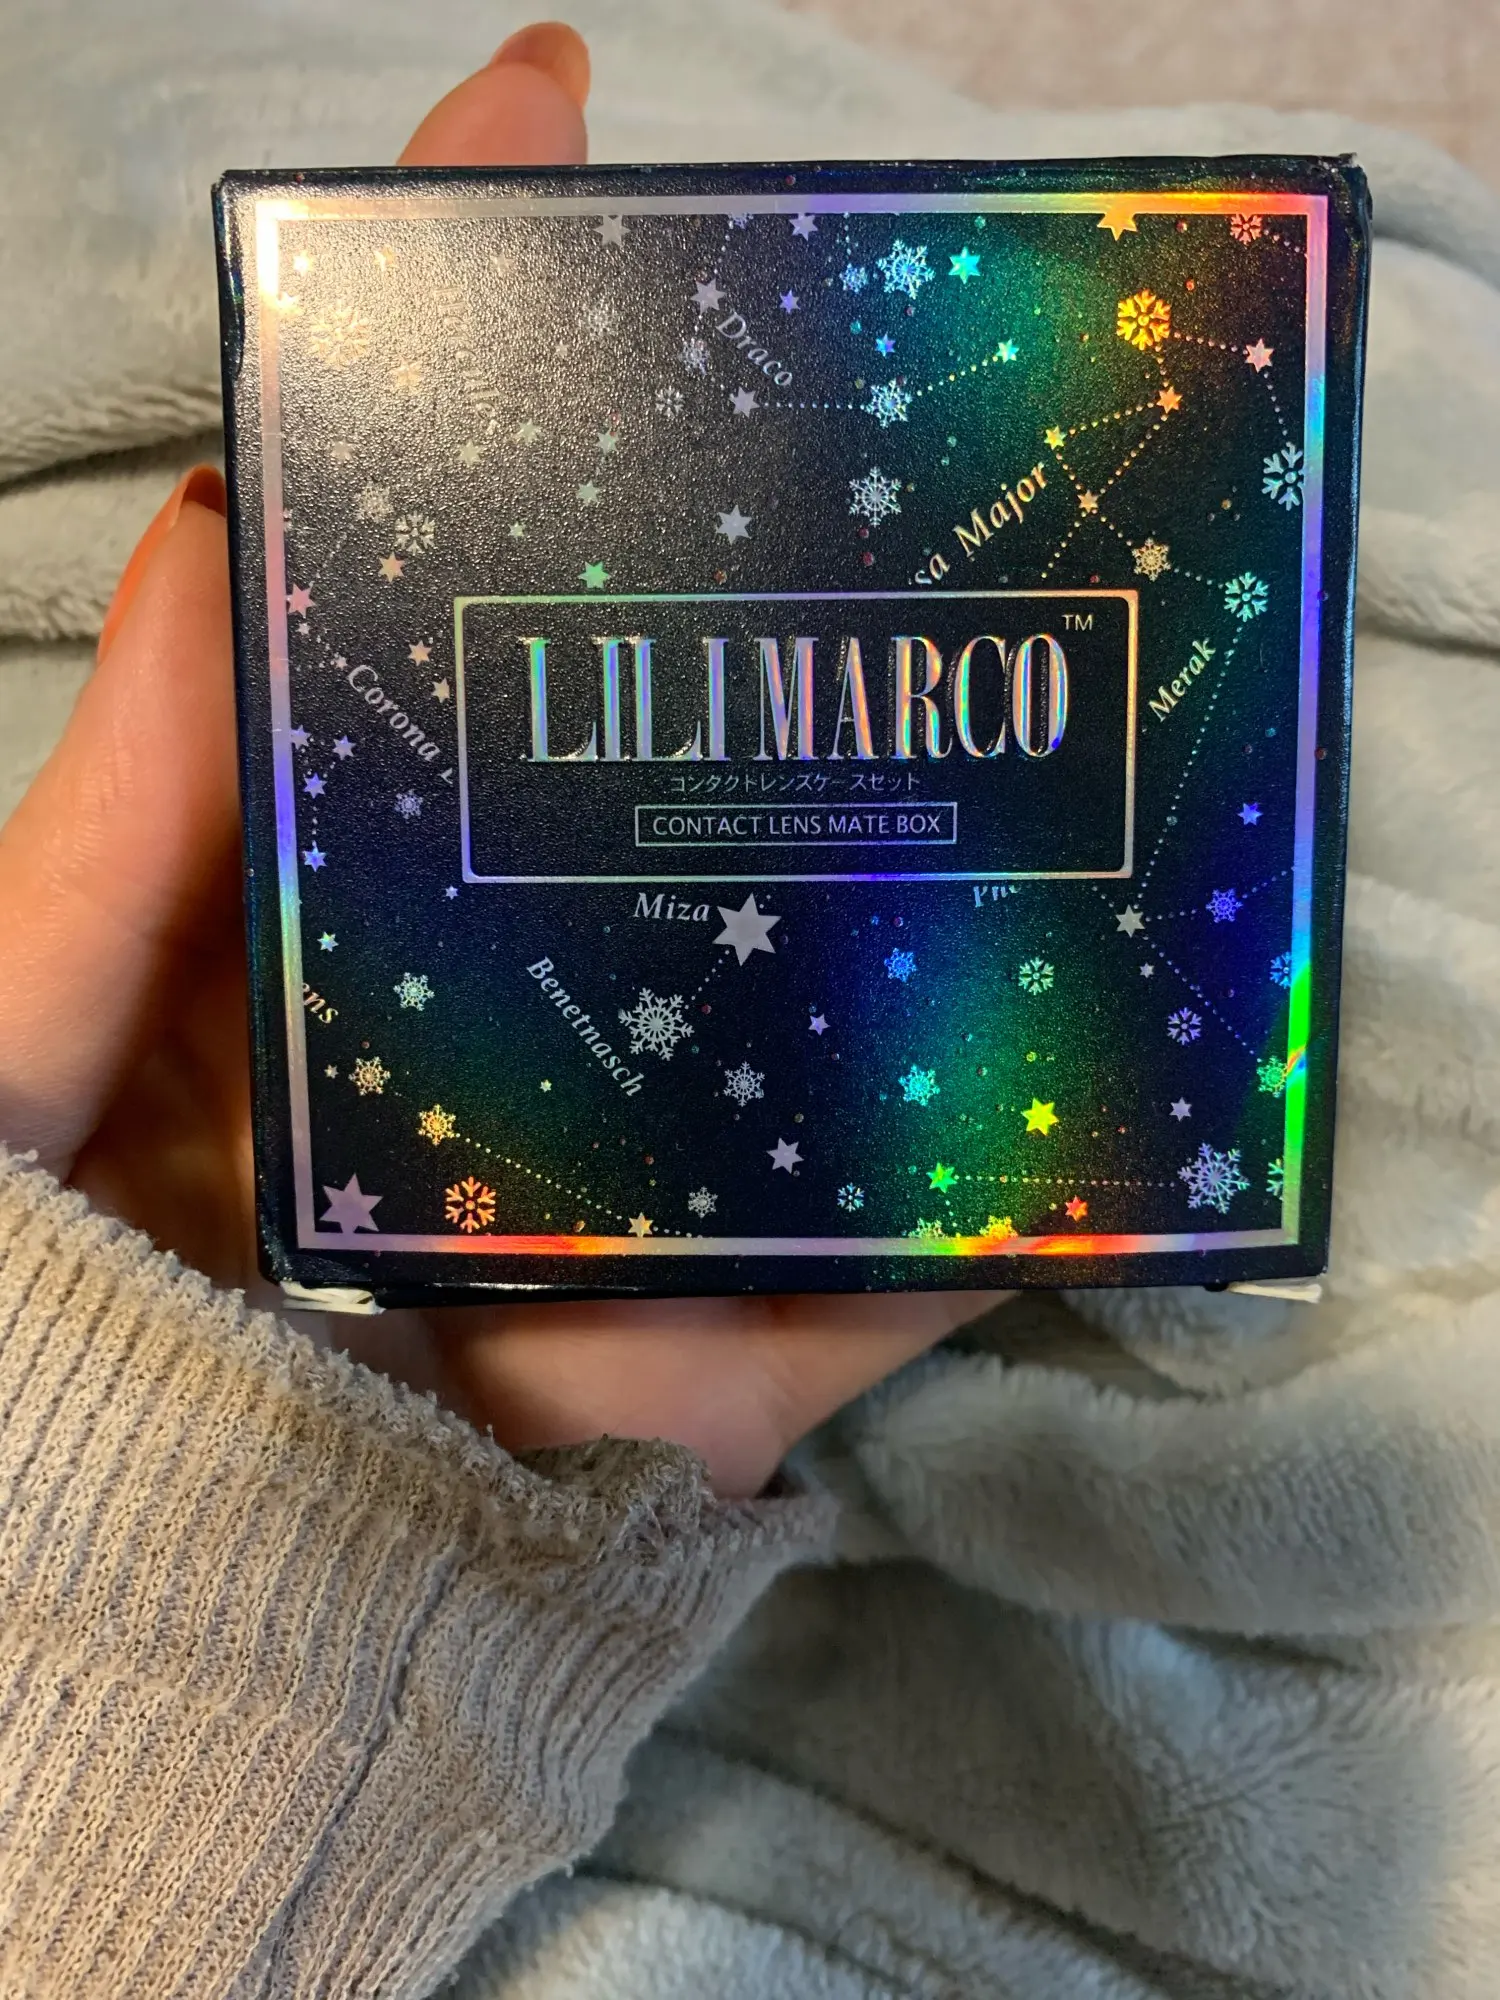 Draco
sa Major
LILI MARCO™
コンタクトレンズケースセット
CONTACT LENS MATE BOX
Merak
Corona
Miza
Benetnasch
ens